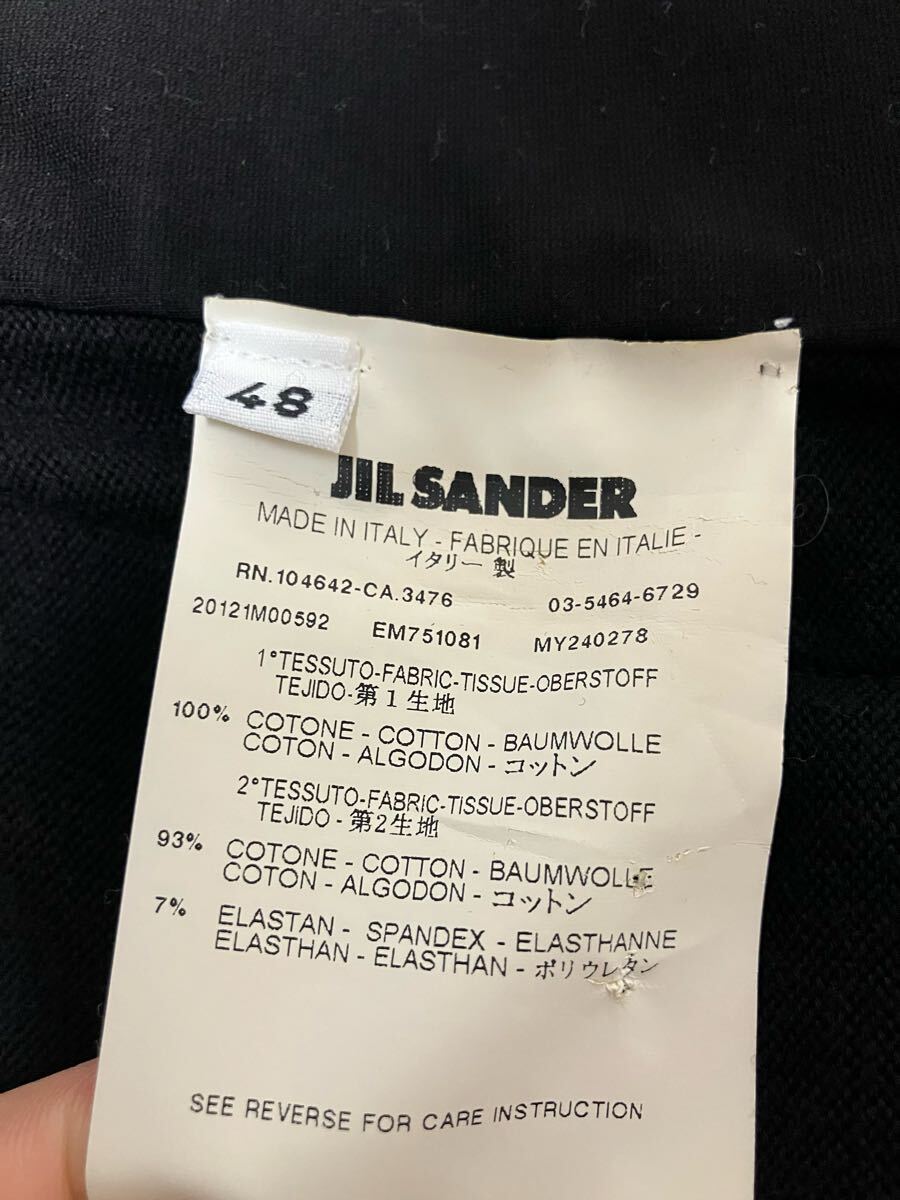 48
JIL SANDER
MADE IN ITALY - FABRIQUE EN ITALIE -
イタリー 製
RN.104642-CA.3476 03-5464-6729
20121M00592 EM751081 MY240278
1°TESSUTO-FABRIC-TISSUE-OBERSTOFF
TEJIDO-第1生地
100% COTONE - COTTON - BAUMWOLLE
COTON - ALGODON - コットン
2°TESSUTO-FABRIC-TISSUE-OBERSTOFF
TEJIDO - 第2生地
93% COTONE - COTTON - BAUMWOLLE
COTON - ALGODON - コットン
7% ELASTAN - SPANDEX - ELASTHANNE
ELASTHAN - ELASTHAN - ポリウレタン
SEE REVERSE FOR CARE INSTRUCTION